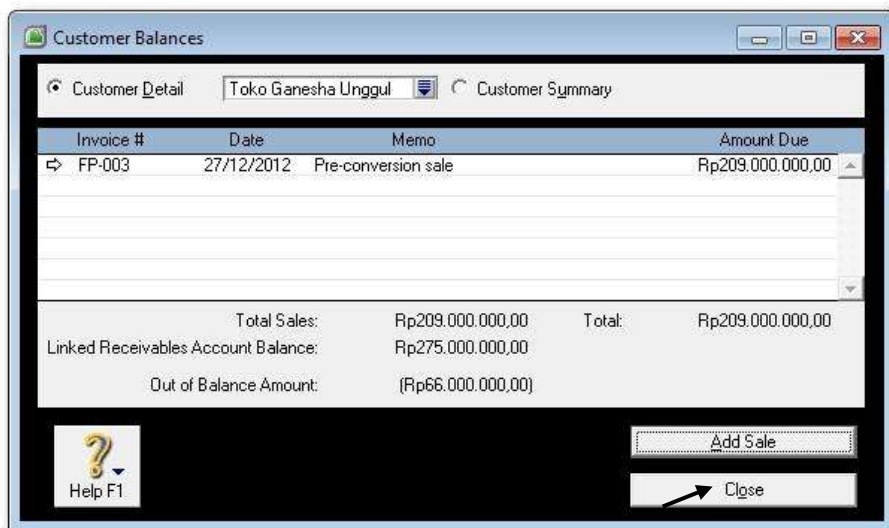 Customer Balances
Customer Detail Toko Ganesha Unggul Customer Summary
Invoice # Date Memo Amount Due
FP-003 27/12/2012 Pre-conversion sale Rp209.000.000,00
Total Sales: Rp209.000.000,00 Total: Rp209.000.000,00
Linked Receivables Account Balance: Rp275.000.000,00
Out of Balance Amount: (Rp66.000.000,00)
Add Sale
Help F1
Close